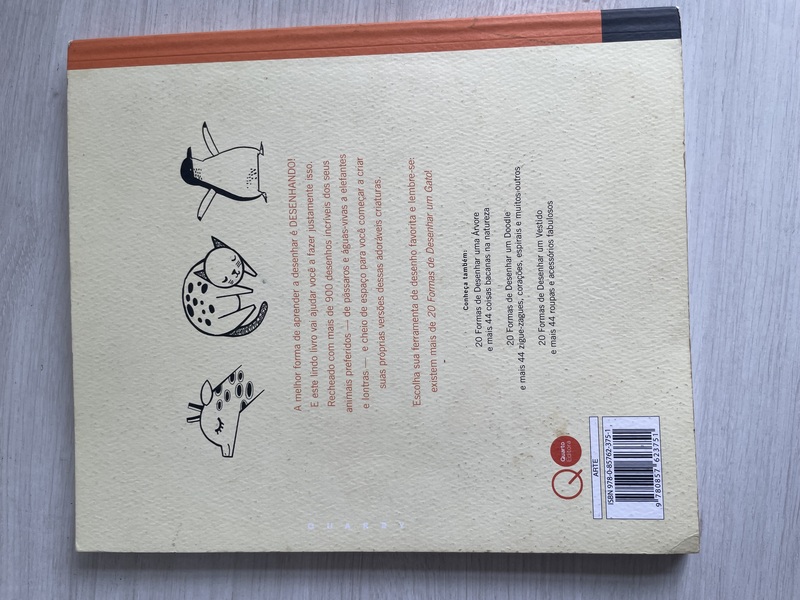 A melhor forma de aprender a desenhar é DESENHANDO!
E este lindo livro vai ajudar você a fazer justamente isso.
Recheado com mais de 900 desenhos incríveis dos seus
animais preferidos — de pássaros e águas-vivas a elefantes
e lontras — e cheio de espaço para você começar a criar
suas próprias versões dessas adoráveis criaturas.
Escolha sua ferramenta de desenho favorita e lembre-se:
existem mais de 20 Formas de Desenhar um Gato!
Conheça também:
20 Formas de Desenhar uma Árvore
e mais 44 coisas bacanas na natureza
20 Formas de Desenhar um Doodle
e mais 44 zigue-zagues, corações, espirais e muitos outros
20 Formas de Desenhar um Vestido
e mais 44 roupas e acessórios fabulosos
Quarto
Editora
ARTE
ISBN 978-0-85762-375-1
9 780857 623751